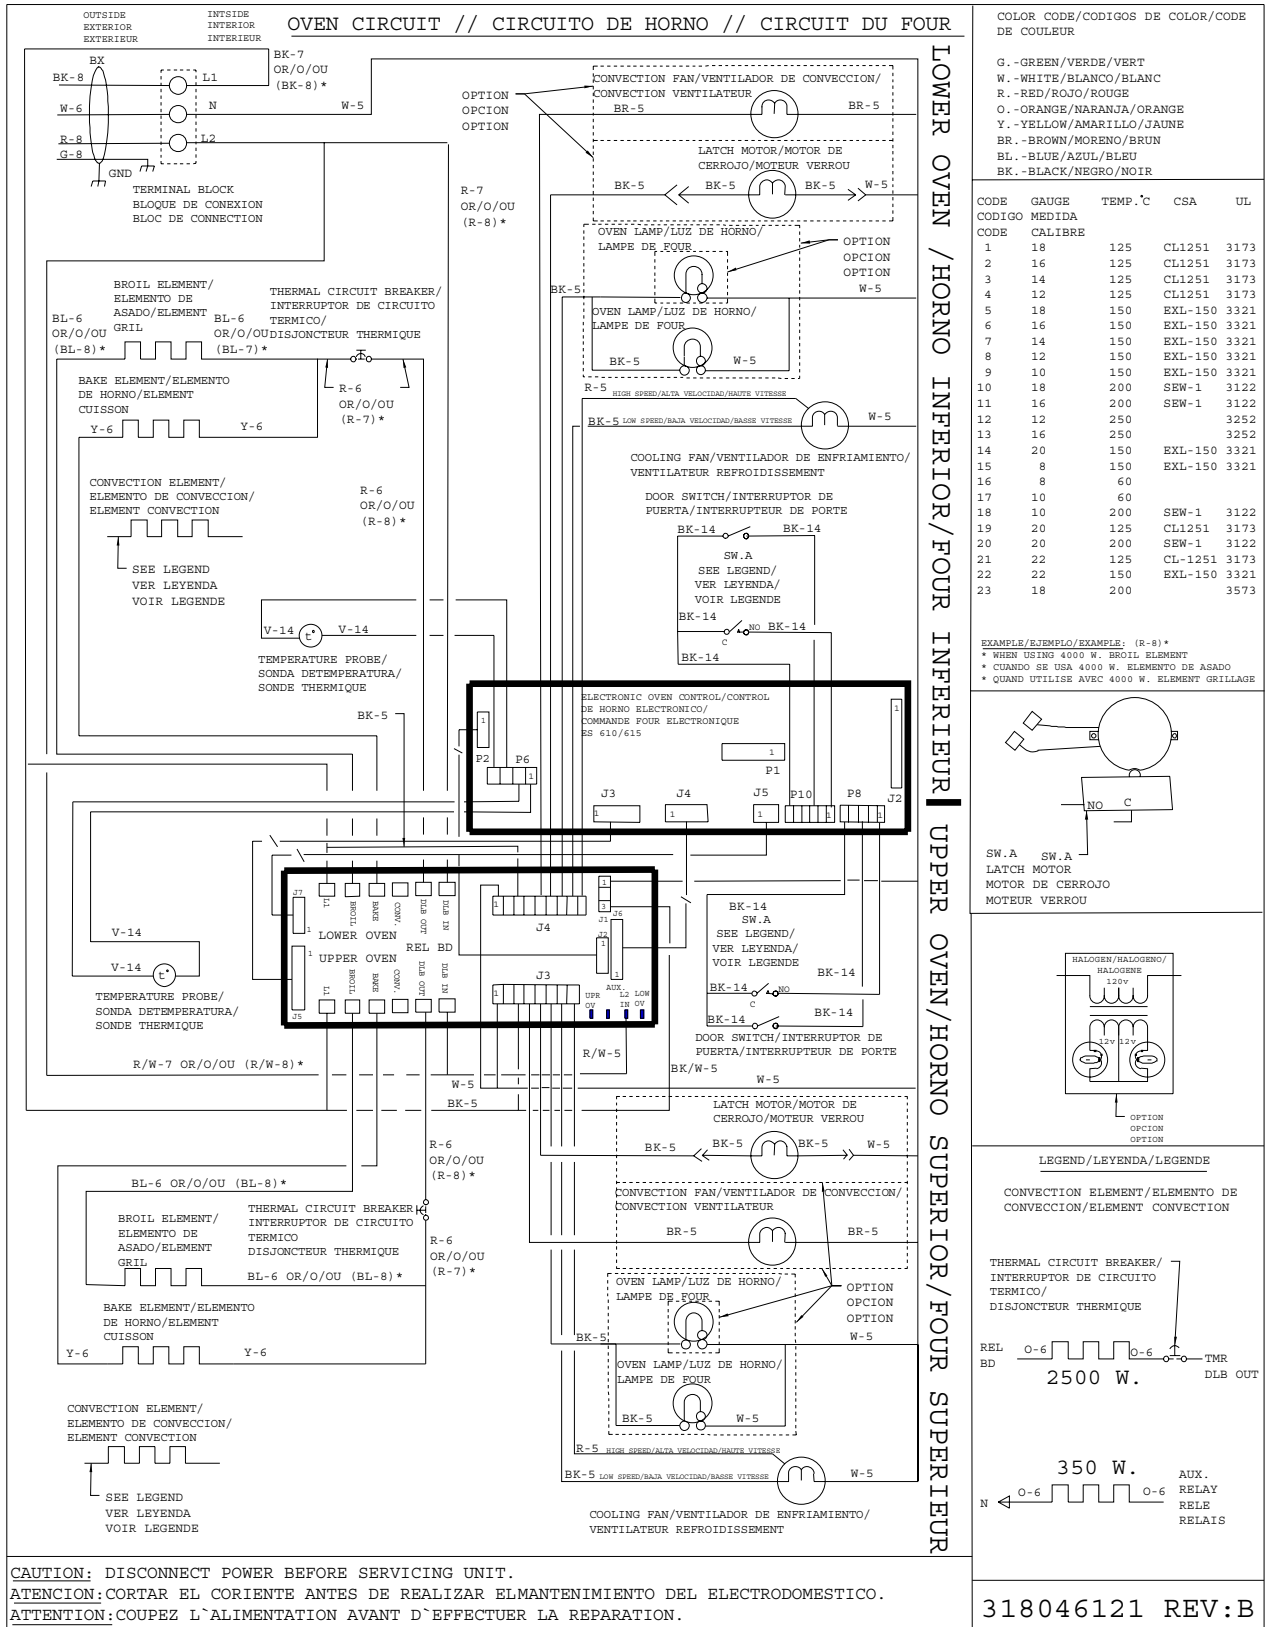 OUTSIDE
EXTERIOR
EXTERIEUR
INTSIDE
INTERIOR
INTERIEUR
OVEN CIRCUIT // CIRCUITO DE HORNO // CIRCUIT DU FOUR
BX
BK-8
W-6
R-8
G-8
GND
L1
N
L2
BK-7
OR/O/OU
(BK-8)*
W-5
TERMINAL BLOCK
BLOQUE DE CONEXION
BLOC DE CONNECTION
OPTION
OPCION
OPTION
CONVECTION FAN/VENTILADOR DE CONVECCION/
CONVECTION VENTILATEUR
BR-5
BR-5
LATCH MOTOR/MOTOR DE
CERROJO/MOTEUR VERROU
BK-5
BK-5
BK-5
W-5
R-7
OR/O/OU
(R-8)*
OVEN LAMP/LUZ DE HORNO/
LAMPE DE FOUR
OPTION
OPCION
OPTION
BK-5
W-5
OVEN LAMP/LUZ DE HORNO/
LAMPE DE FOUR
BK-5
W-5
BROIL ELEMENT/
ELEMENTO DE
ASADO/ELEMENT
GRIL
BL-6
OR/O/OU
(BL-8)*
BL-6
OR/O/OU
(BL-7)*
THERMAL CIRCUIT BREAKER/
INTERRUPTOR DE CIRCUITO
TERMICO/
DISJONCTEUR THERMIQUE
BAKE ELEMENT/ELEMENTO
DE HORNO/ELEMENT
CUISSON
Y-6
Y-6
R-6
OR/O/OU
(R-7)*
R-5
HIGH SPEED/ALTA VELOCIDAD/HAUTE VITESSE
BK-5
LOW SPEED/BAJA VELOCIDAD/BASSE VITESSE
W-5
COOLING FAN/VENTILADOR DE ENFRIAMIENTO/
VENTILATEUR REFROIDISSEMENT
CONVECTION ELEMENT/
ELEMENTO DE CONVECCION/
ELEMENT CONVECTION
R-6
OR/O/OU
(R-8)*
SEE LEGEND
VER LEYENDA
VOIR LEGENDE
DOOR SWITCH/INTERRUPTOR DE
PUERTA/INTERRUPTEUR DE PORTE
BK-14
BK-14
SW.A
SEE LEGEND/
VER LEYENDA/
VOIR LEGENDE
BK-14
NO
BK-14
C
BK-14
V-14
t°
V-14
TEMPERATURE PROBE/
SONDA DETEMPERATURA/
SONDE THERMIQUE
BK-5
ELECTRONIC OVEN CONTROL/CONTROL
DE HORNO ELECTRONICO/
COMMANDE FOUR ELECTRONIQUE
ES 610/615
1
P2
P6
1
1
P1
J3
1
J4
1
J5
1
P10
1
P8
1
J2
1
LOWER OVEN /HORNO INFERIOR/FOUR INFERIEUR
UPPER OVEN/HORNO SUPERIOR/FOUR SUPERIEUR
J7
1
L1
BROIL
BAKE
CONV.
DLB OUT
DLB IN
LOWER OVEN
REL BD
UPPER OVEN
1
J5
L1
BROIL
BAKE
CONV.
DLB OUT
DLB IN
1
J4
1
3
J1
J6
J2
1
1
AUX.
J3
1
UPR
OV
L2
IN
LOW
OV
V-14
V-14
t°
TEMPERATURE PROBE/
SONDA DETEMPERATURA/
SONDE THERMIQUE
BK-14
SW.A
SEE LEGEND/
VER LEYENDA/
VOIR LEGENDE
BK-14
BK-14
NO
C
BK-14
BK-14
DOOR SWITCH/INTERRUPTOR DE
PUERTA/INTERRUPTEUR DE PORTE
R/W-7 OR/O/OU (R/W-8)*
R/W-5
BK/W-5
W-5
W-5
BK-5
LATCH MOTOR/MOTOR DE
CERROJO/MOTEUR VERROU
BK-5
BK-5
BK-5
W-5
R-6
OR/O/OU
(R-8)*
BL-6 OR/O/OU (BL-8)*
CONVECTION FAN/VENTILADOR DE CONVECCION/
CONVECTION VENTILATEUR
BR-5
BR-5
BROIL ELEMENT/
ELEMENTO DE
ASADO/ELEMENT
GRIL
THERMAL CIRCUIT BREAKER
INTERRUPTOR DE CIRCUITO
TERMICO
DISJONCTEUR THERMIQUE
R-6
OR/O/OU
(R-7)*
BL-6 OR/O/OU (BL-8)*
OVEN LAMP/LUZ DE HORNO/
LAMPE DE FOUR
OPTION
OPCION
OPTION
BK-5
W-5
BAKE ELEMENT/ELEMENTO
DE HORNO/ELEMENT
CUISSON
Y-6
Y-6
OVEN LAMP/LUZ DE HORNO/
LAMPE DE FOUR
BK-5
W-5
CONVECTION ELEMENT/
ELEMENTO DE CONVECCION/
ELEMENT CONVECTION
SEE LEGEND
VER LEYENDA
VOIR LEGENDE
R-5
HIGH SPEED/ALTA VELOCIDAD/HAUTE VITESSE
BK-5
LOW SPEED/BAJA VELOCIDAD/BASSE VITESSE
W-5
COOLING FAN/VENTILADOR DE ENFRIAMIENTO/
VENTILATEUR REFROIDISSEMENT
COLOR CODE/CODIGOS DE COLOR/CODE
DE COULEUR
G.-GREEN/VERDE/VERT
W.-WHITE/BLANCO/BLANC
R.-RED/ROJO/ROUGE
O.-ORANGE/NARANJA/ORANGE
Y.-YELLOW/AMARILLO/JAUNE
BR.-BROWN/MORENO/BRUN
BL.-BLUE/AZUL/BLEU
BK.-BLACK/NEGRO/NOIR
CODE GAUGE TEMP.°C CSA UL
CODIGO MEDIDA
CODE CALIBRE
1 18 125 CL1251 3173
2 16 125 CL1251 3173
3 14 125 CL1251 3173
4 12 125 CL1251 3173
5 18 150 EXL-150 3321
6 16 150 EXL-150 3321
7 14 150 EXL-150 3321
8 12 150 EXL-150 3321
9 10 150 EXL-150 3321
10 18 200 SEW-1 3122
11 16 200 SEW-1 3122
12 12 250 3252
13 16 250 3252
14 20 150 EXL-150 3321
15 8 150 EXL-150 3321
16 8 60
17 10 60
18 10 200 SEW-1 3122
19 20 125 CL1251 3173
20 20 200 SEW-1 3122
21 22 125 CL-1251 3173
22 22 150 EXL-150 3321
23 18 200 3573
EXAMPLE/EJEMPLO/EXAMPLE: (R-8)*
* WHEN USING 4000 W. BROIL ELEMENT
* CUANDO SE USA 4000 W. ELEMENTO DE ASADO
* QUAND UTILISE AVEC 4000 W. ELEMENT GRILLAGE
NO
C
SW.A
SW.A
LATCH MOTOR
MOTOR DE CERROJO
MOTEUR VERROU
HALOGEN/HALOGENO/
HALOGENE
120v
12v
12v
OPTION
OPCION
OPTION
LEGEND/LEYENDA/LEGENDE
CONVECTION ELEMENT/ELEMENTO DE
CONVECCION/ELEMENT CONVECTION
THERMAL CIRCUIT BREAKER/
INTERRUPTOR DE CIRCUITO
TERMICO/
DISJONCTEUR THERMIQUE
REL
BD
O-6
O-6
TMR
DLB OUT
2500 W.
350 W.
N
O-6
O-6
AUX.
RELAY
RELE
RELAIS
CAUTION: DISCONNECT POWER BEFORE SERVICING UNIT.
ATENCION:CORTAR EL CORIENTE ANTES DE REALIZAR ELMANTENIMIENTO DEL ELECTRODOMESTICO.
ATTENTION:COUPEZ L`ALIMENTATION AVANT D`EFFECTUER LA REPARATION.
318046121 REV:B